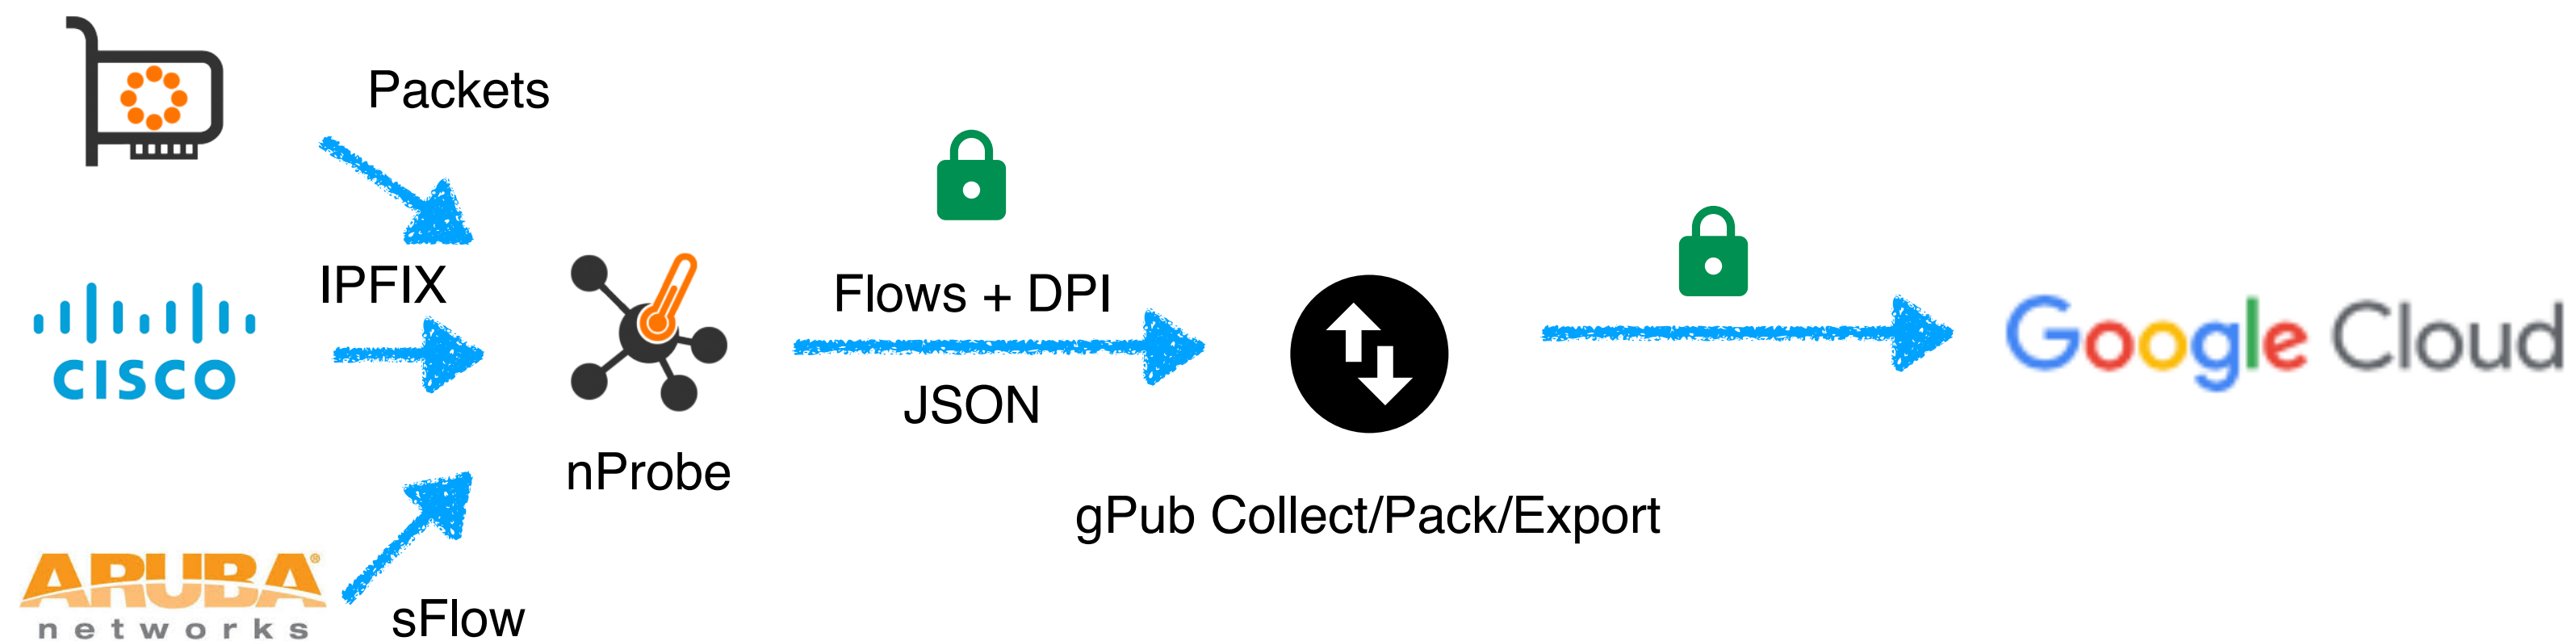 Packets
IPFIX
CISCO
ARUBA®
networks
sFlow
nProbe
Flows + DPI
JSON
gPub Collect/Pack/Export
Google Cloud